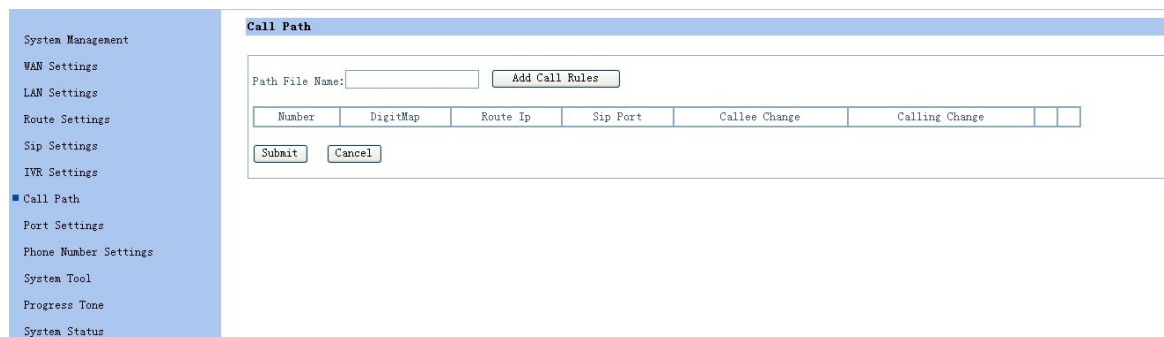 Call Path
System Management
WAN Settings
LAN Settings
Route Settings
Sip Settings
IVR Settings
Call Path
Port Settings
Phone Number Settings
System Tool
Progress Tone
System Status
Path File Name: Add Call Rules
Number DigitMap Route Ip Sip Port Callee Change Calling Change
Submit Cancel